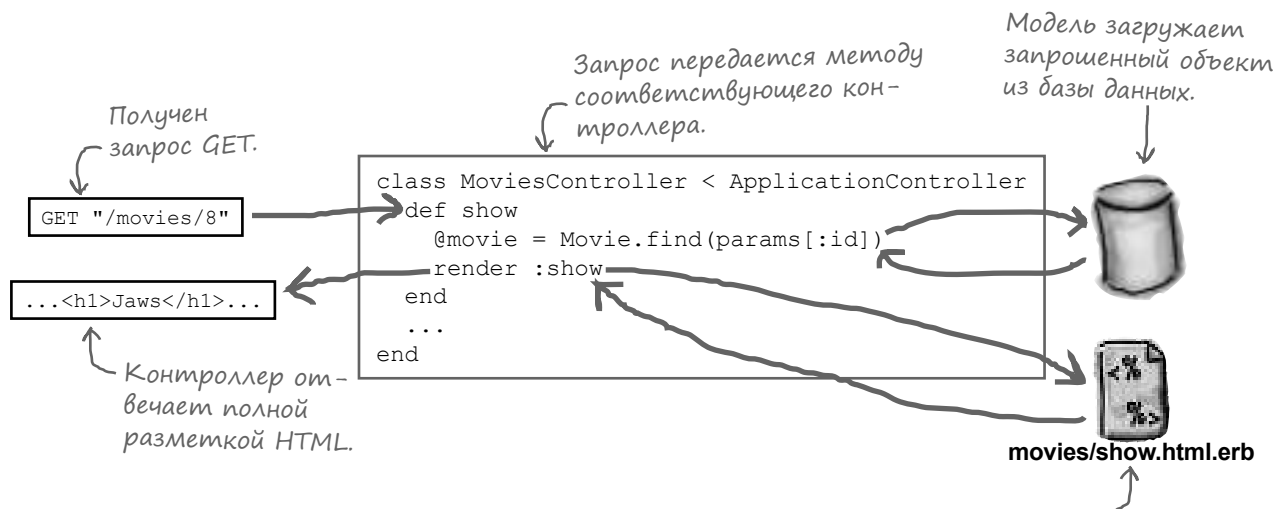 Модель загружает
запрошенный объект
из базы данных.
Запрос передается методу
соответствующего кон-
троллера.
Получен
запрос GET.
class MoviesController < ApplicationController
GET "/movies/8"
def show
@movie = Movie.find(params[:id])
render :show
...<h1>Jaws</h1>...
end
...
end
Контроллер от-
вечает полной
разметкой HTML.
<%
%>
movies/show.html.erb